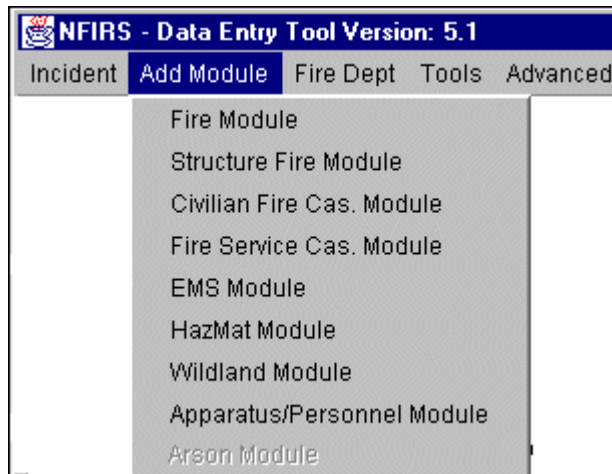 NFIRS - Data Entry Tool Version: 5.1
Incident Add Module Fire Dept Tools Advanced
Fire Module
Structure Fire Module
Civilian Fire Cas. Module
Fire Service Cas. Module
EMS Module
HazMat Module
Wildland Module
Apparatus/Personnel Module
Arson Module